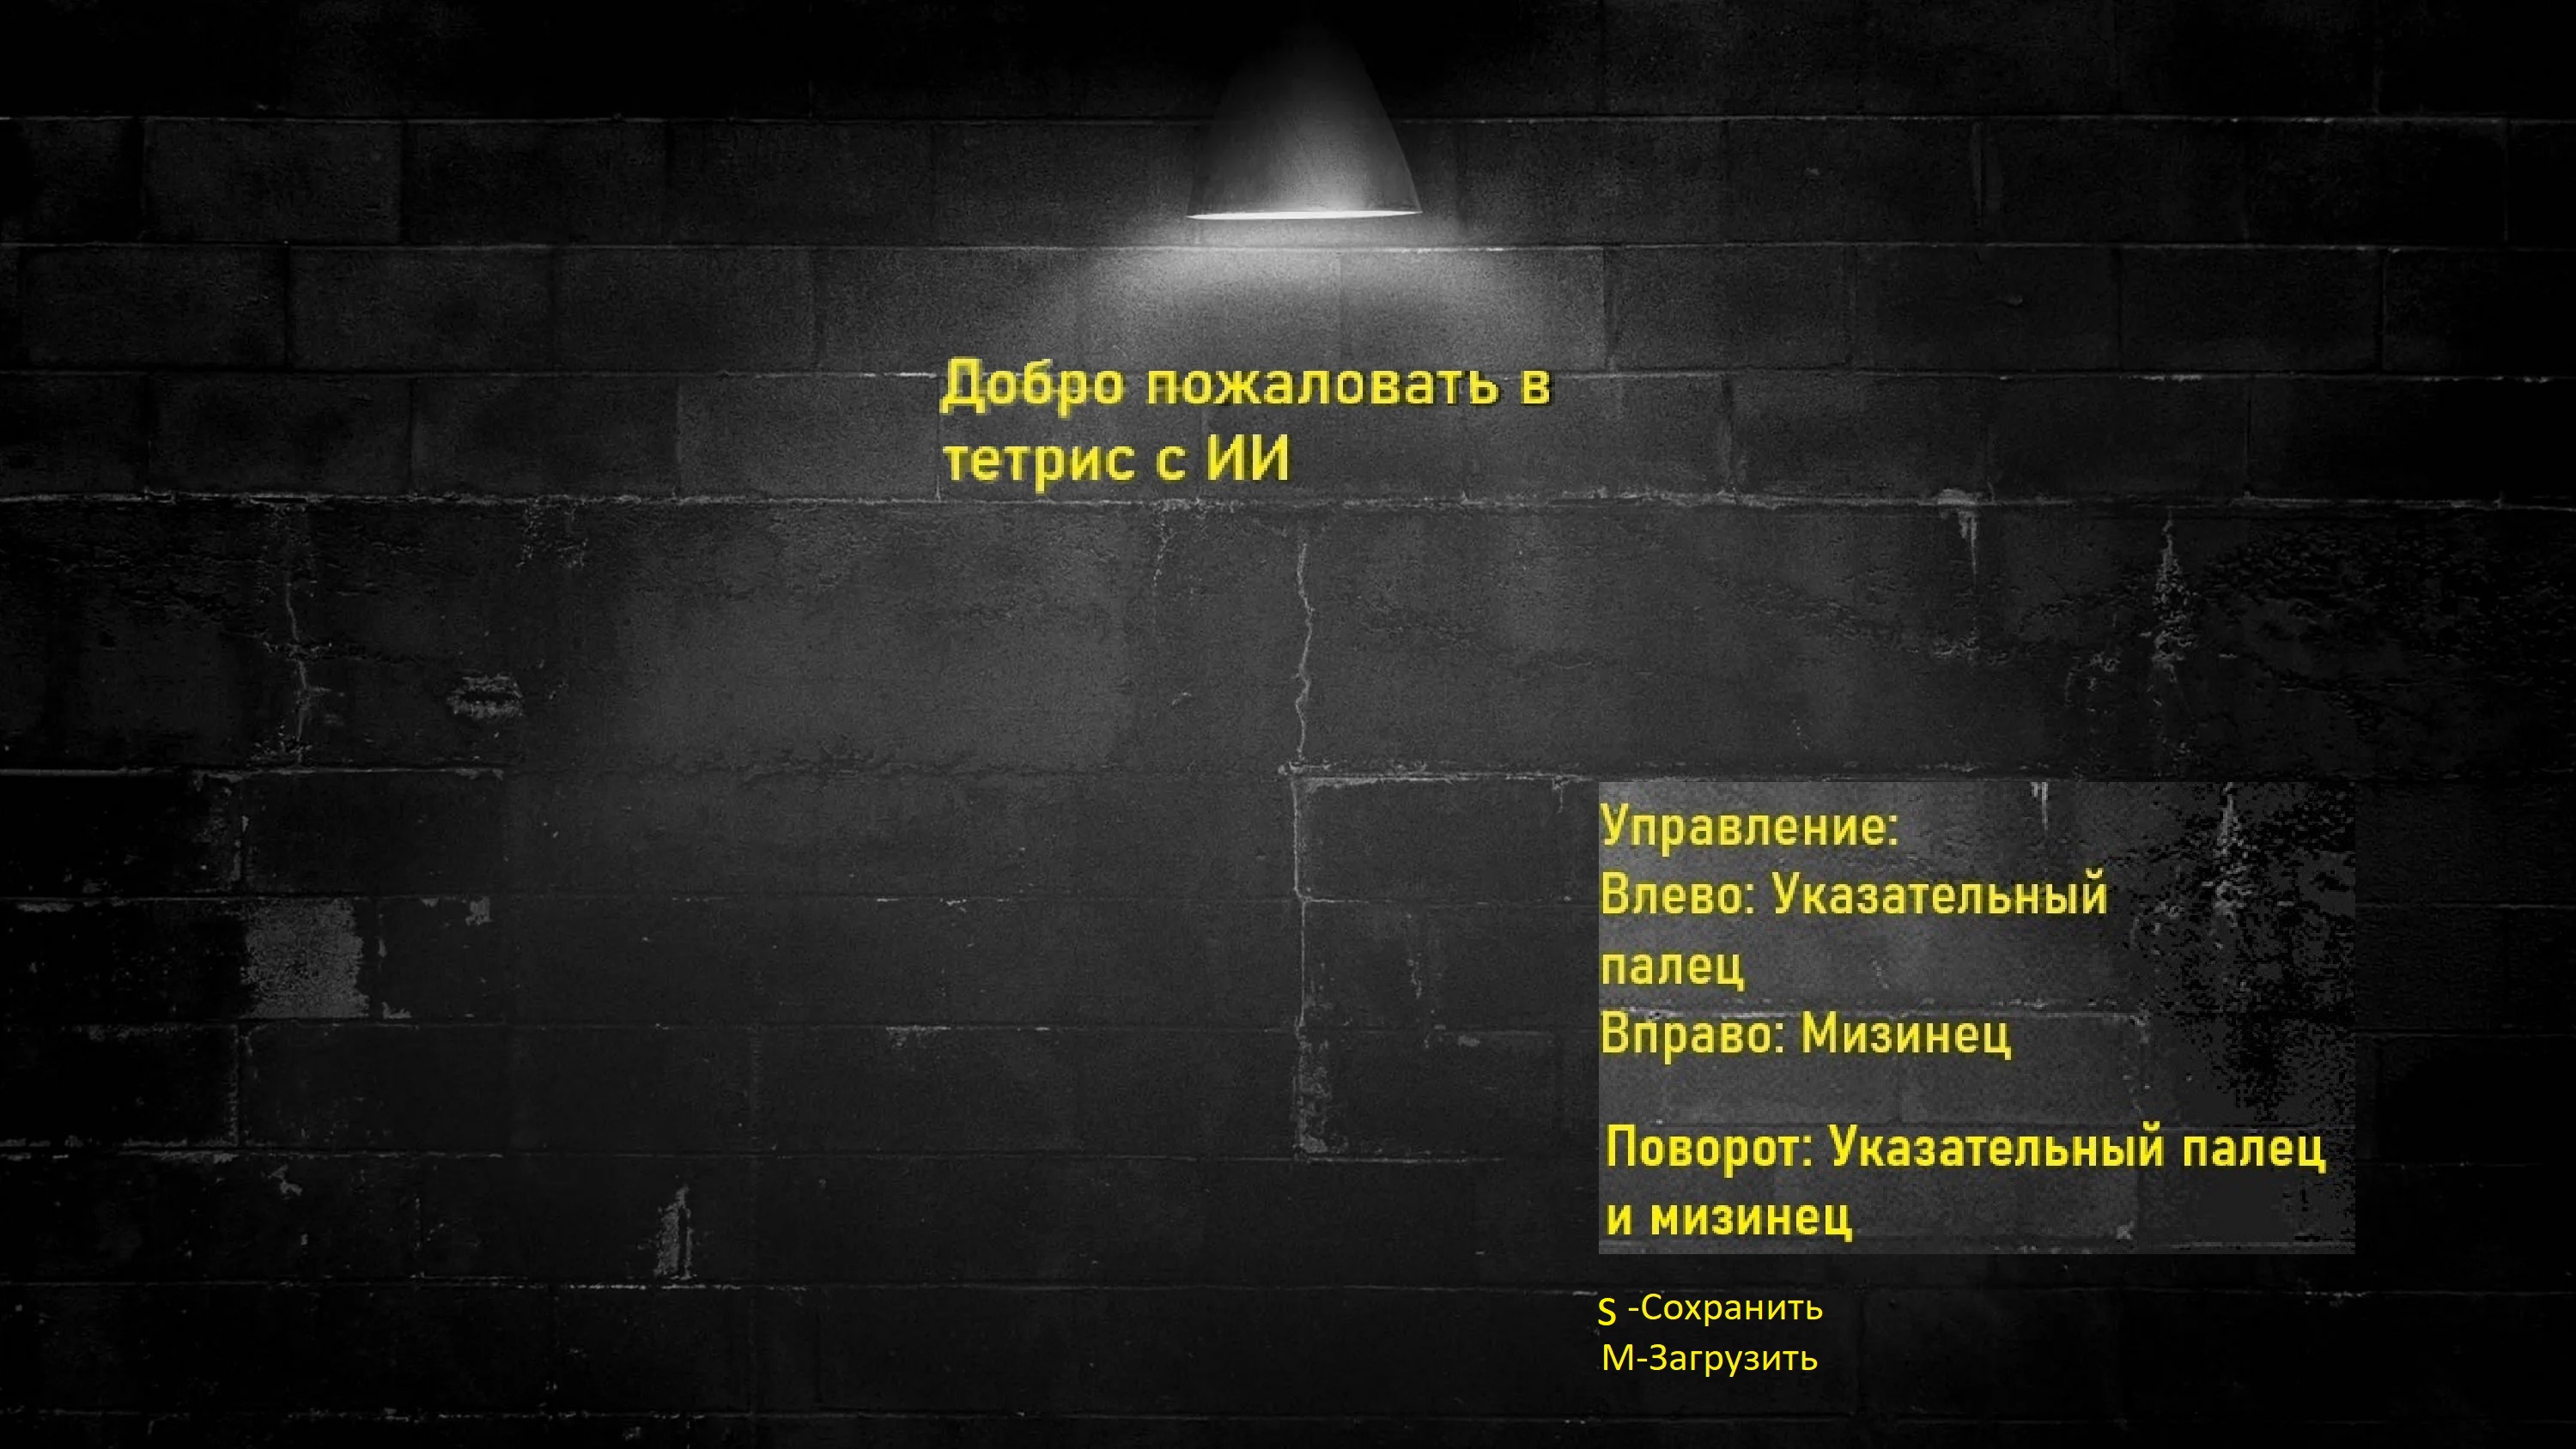 Добро пожаловать в
тетрис с ИИ
Управление:
Влево: Указательный
палец
Вправо: Мизинец
Поворот: Указательный палец
и мизинец
S -Сохранить
М-Загрузить